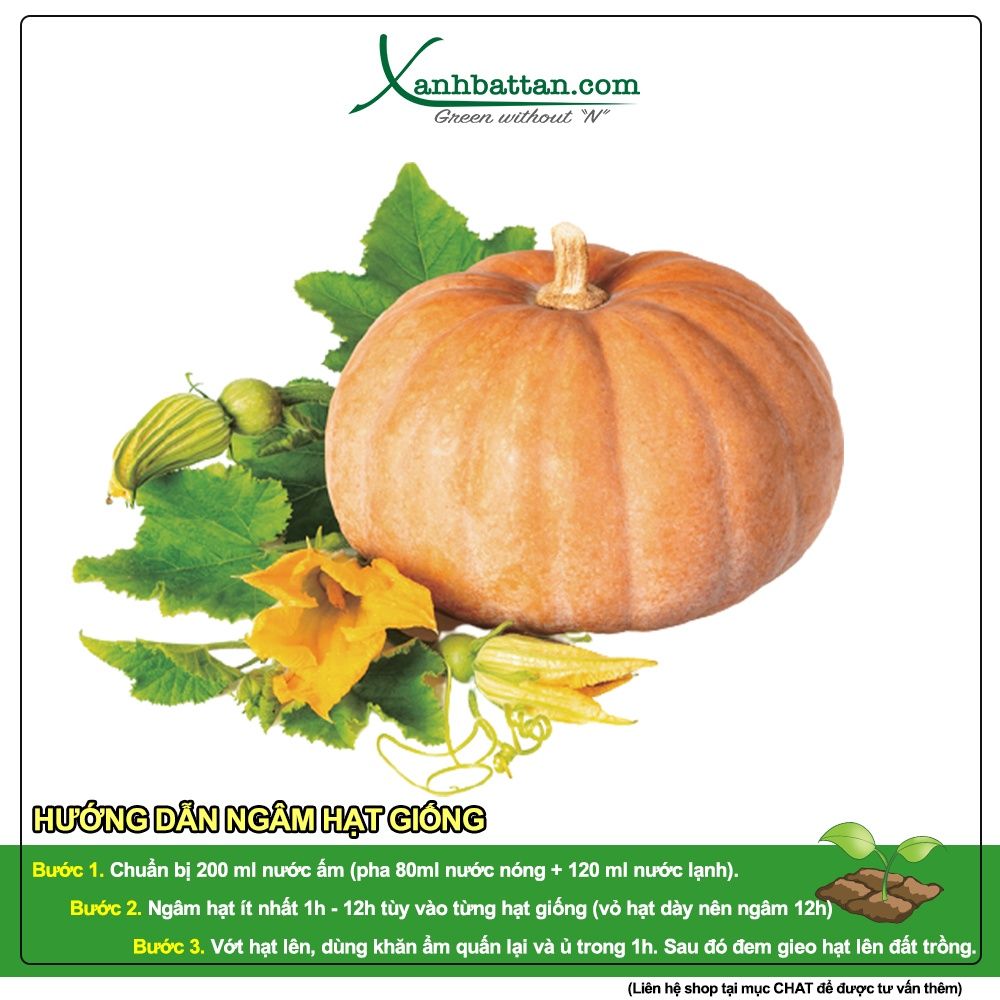 Xanhbattan.com
Green without "N"
HƯỚNG DẪN NGÂM HẠT GIỐNG
Bước 1. Chuẩn bị 200 ml nước ấm (pha 80ml nước nóng + 120 ml nước lạnh).
Bước 2. Ngâm hạt ít nhất 1h - 12h tùy vào từng hạt giống (vỏ hạt dày nên ngâm 12h)
Bước 3. Vớt hạt lên, dùng khăn ẩm quấn lại và ủ trong 1h. Sau đó đem gieo hạt lên đất trồng.
(Liên hệ shop tại mục CHAT để được tư vấn thêm)